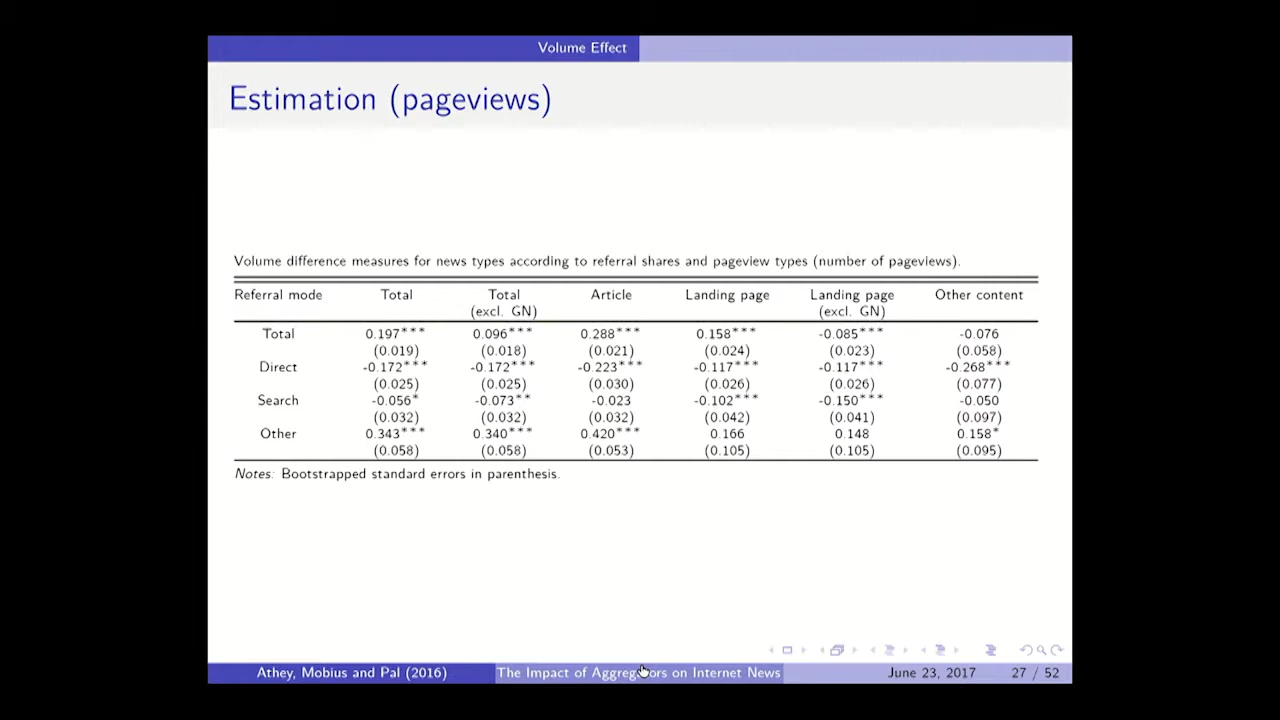 Volume Effect
Estimation (pageviews)
Volume difference measures for news types according to referral shares and pageview types (number of pageviews).
Referral mode Total Total Article Landing page Landing page Other content
(excl. GN) (excl. GN)
Total 0.197*** 0.096*** 0.288*** 0.158*** -0.085*** -0.076
(0.019) (0.018) (0.021) (0.024) (0.023) (0.058)
Direct -0.172*** -0.172*** -0.223*** -0.117*** -0.117*** -0.268***
(0.025) (0.025) (0.030) (0.026) (0.026) (0.077)
Search -0.056* -0.073** -0.023 -0.102*** -0.150*** -0.050
(0.032) (0.032) (0.032) (0.042) (0.041) (0.097)
Other 0.343*** 0.340*** 0.420*** 0.166 0.148 0.158*
(0.058) (0.058) (0.053) (0.105) (0.105) (0.095)
Notes: Bootstrapped standard errors in parenthesis.
Athey, Mobius and Pal (2016) The Impact of Aggregators on Internet News June 23, 2017 27 / 52